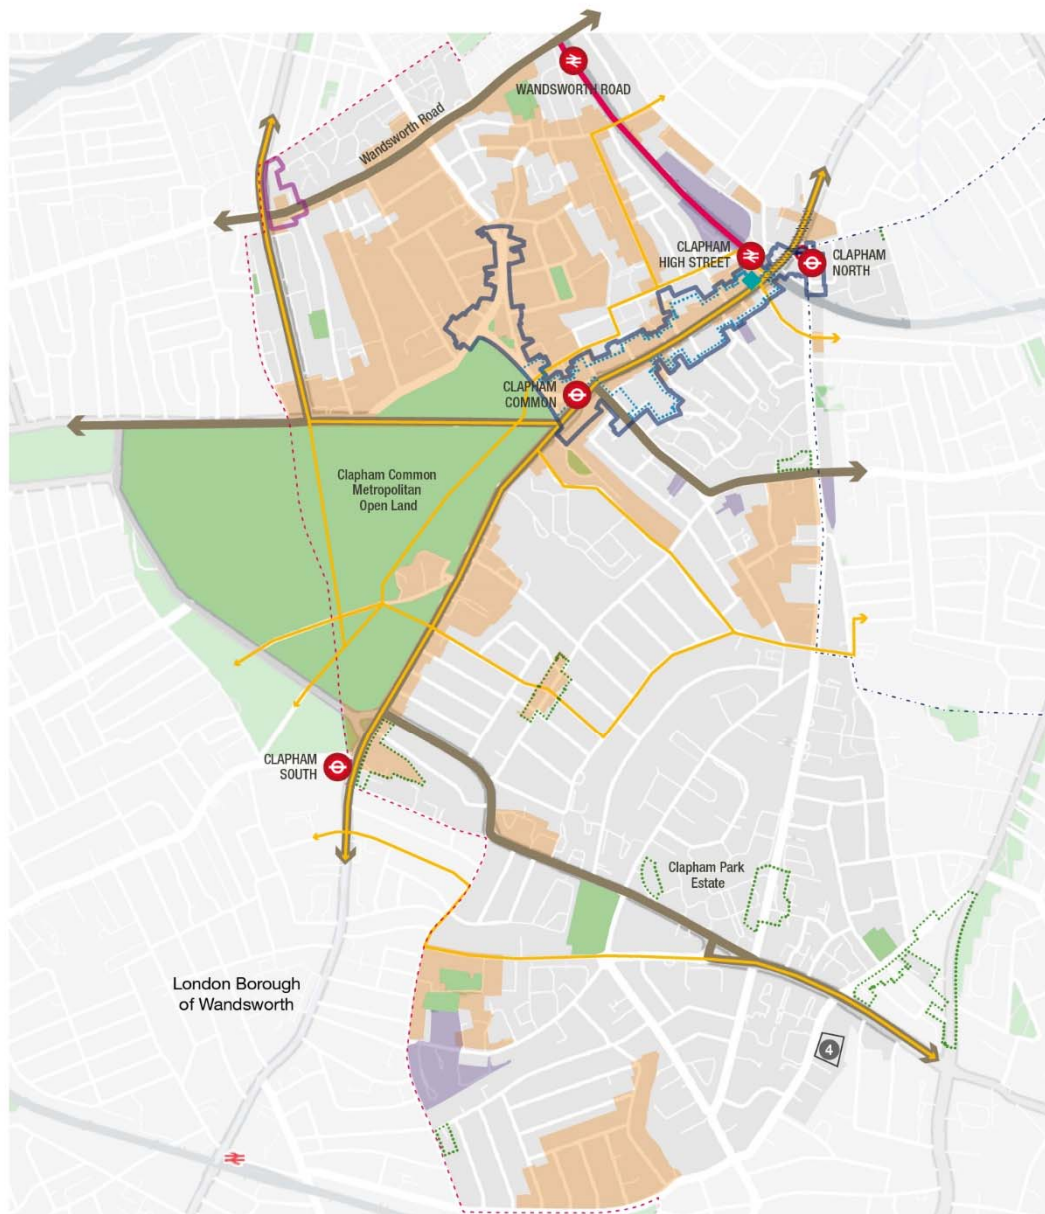 WANDSWORTH ROAD
Wandsworth Road
CLAPHAM
HIGH STREET
CLAPHAM
NORTH
CLAPHAM
COMMON
Clapham Common
Metropolitan
Open Land
CLAPHAM
SOUTH
Clapham Park
Estate
London Borough
of Wandsworth
4